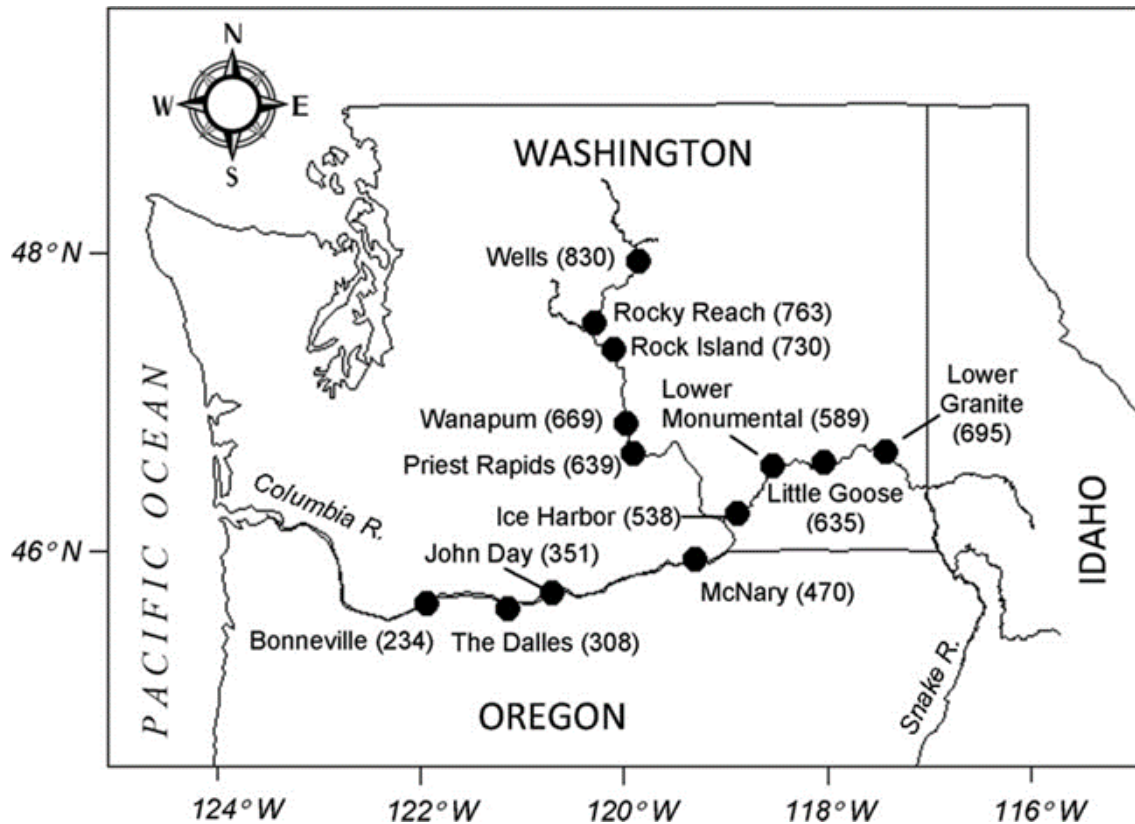 N
W
E
S
WASHINGTON
48°N
Wells (830)
Rocky Reach (763)
Rock Island (730)
Lower
Monumental (589)
Lower
Granite
(695)
Wanapum (669)
Priest Rapids (639)
PACIFIC OCEAN
Columbia R.
Ice Harbor (538)
Little Goose
(635)
IDAHO
46°N
John Day (351)
McNary (470)
Bonneville (234)
The Dalles (308)
OREGON
Snake R.
124°W
122°W
120°W
118°W
116°W